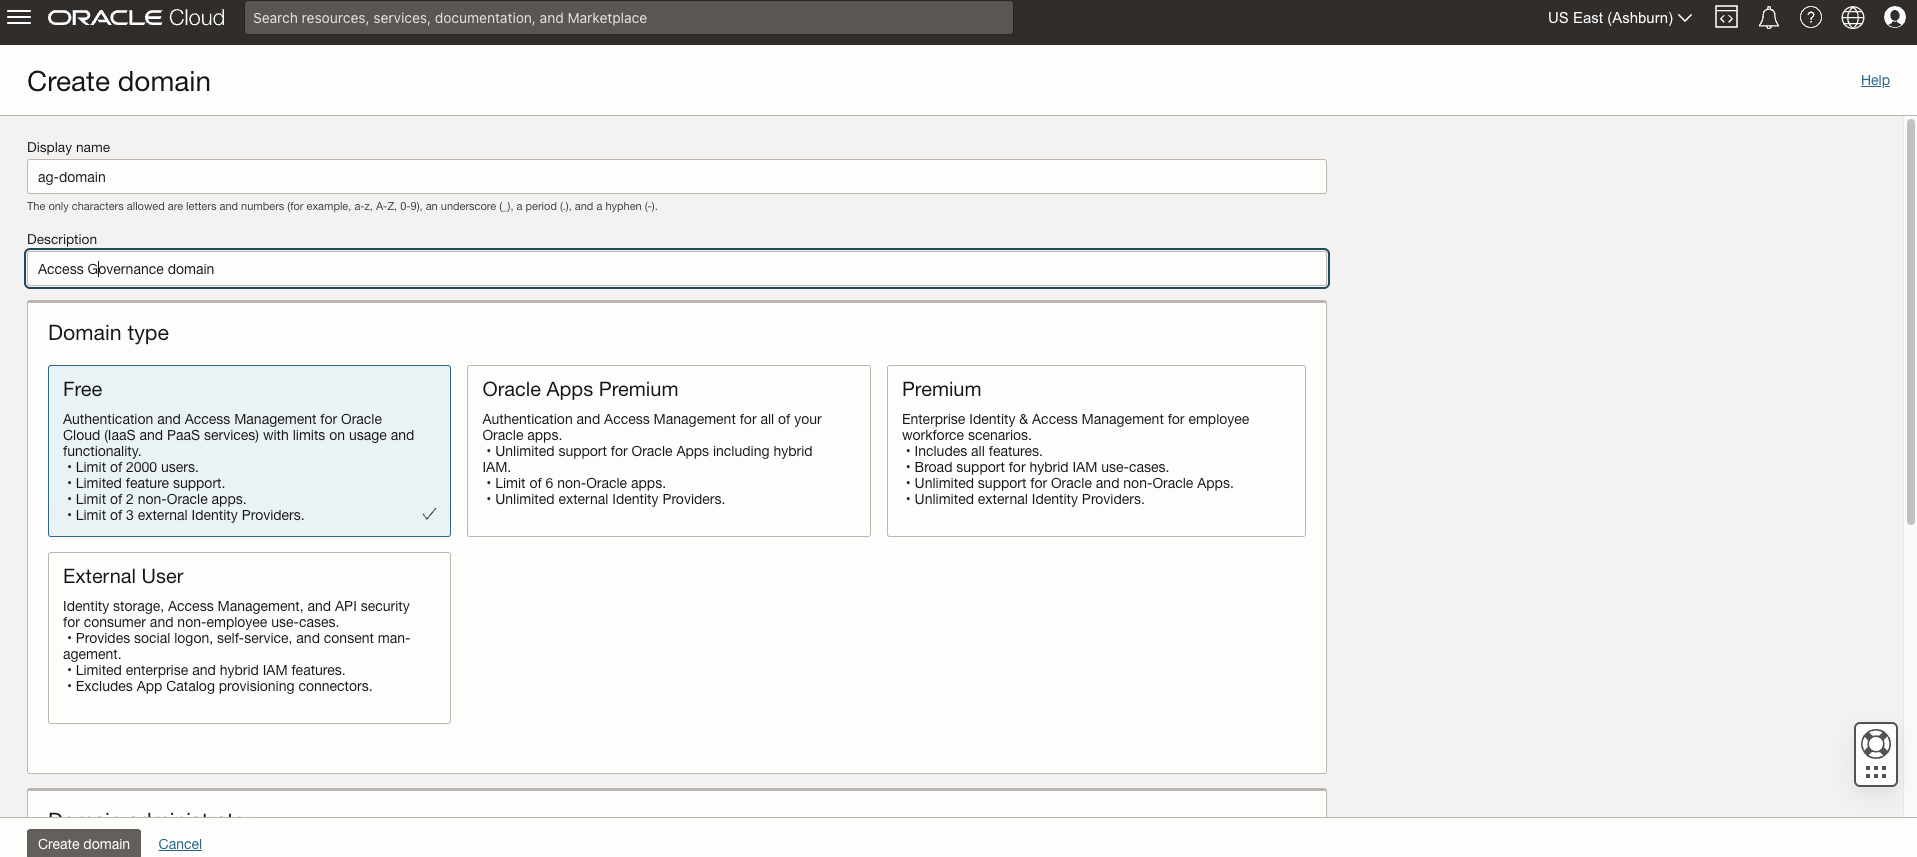 ORACLE Cloud
Search resources, services, documentation, and Marketplace
US East (Ashburn)
Create domain
Help
Display name
ag-domain
The only characters allowed are letters and numbers (for example, a-z, A-Z, 0-9), an underscore (_), a period (.), and a hyphen (-).
Description
Access Governance domain
Domain type
Free
Authentication and Access Management for Oracle
Cloud (IaaS and PaaS services) with limits on usage and
functionality.
• Limit of 2000 users.
• Limited feature support.
• Limit of 2 non-Oracle apps.
• Limit of 3 external Identity Providers.
Oracle Apps Premium
Authentication and Access Management for all of your
Oracle apps.
• Unlimited support for Oracle Apps including hybrid
IAM.
• Limit of 6 non-Oracle apps.
• Unlimited external Identity Providers.
Premium
Enterprise Identity & Access Management for employee
workforce scenarios.
• Includes all features.
• Broad support for hybrid IAM use-cases.
• Unlimited support for Oracle and non-Oracle Apps.
• Unlimited external Identity Providers.
External User
Identity storage, Access Management, and API security
for consumer and non-employee use-cases.
• Provides social logon, self-service, and consent man-
agement.
• Limited enterprise and hybrid IAM features.
• Excludes App Catalog provisioning connectors.
Domain administrator
Create domain
Cancel